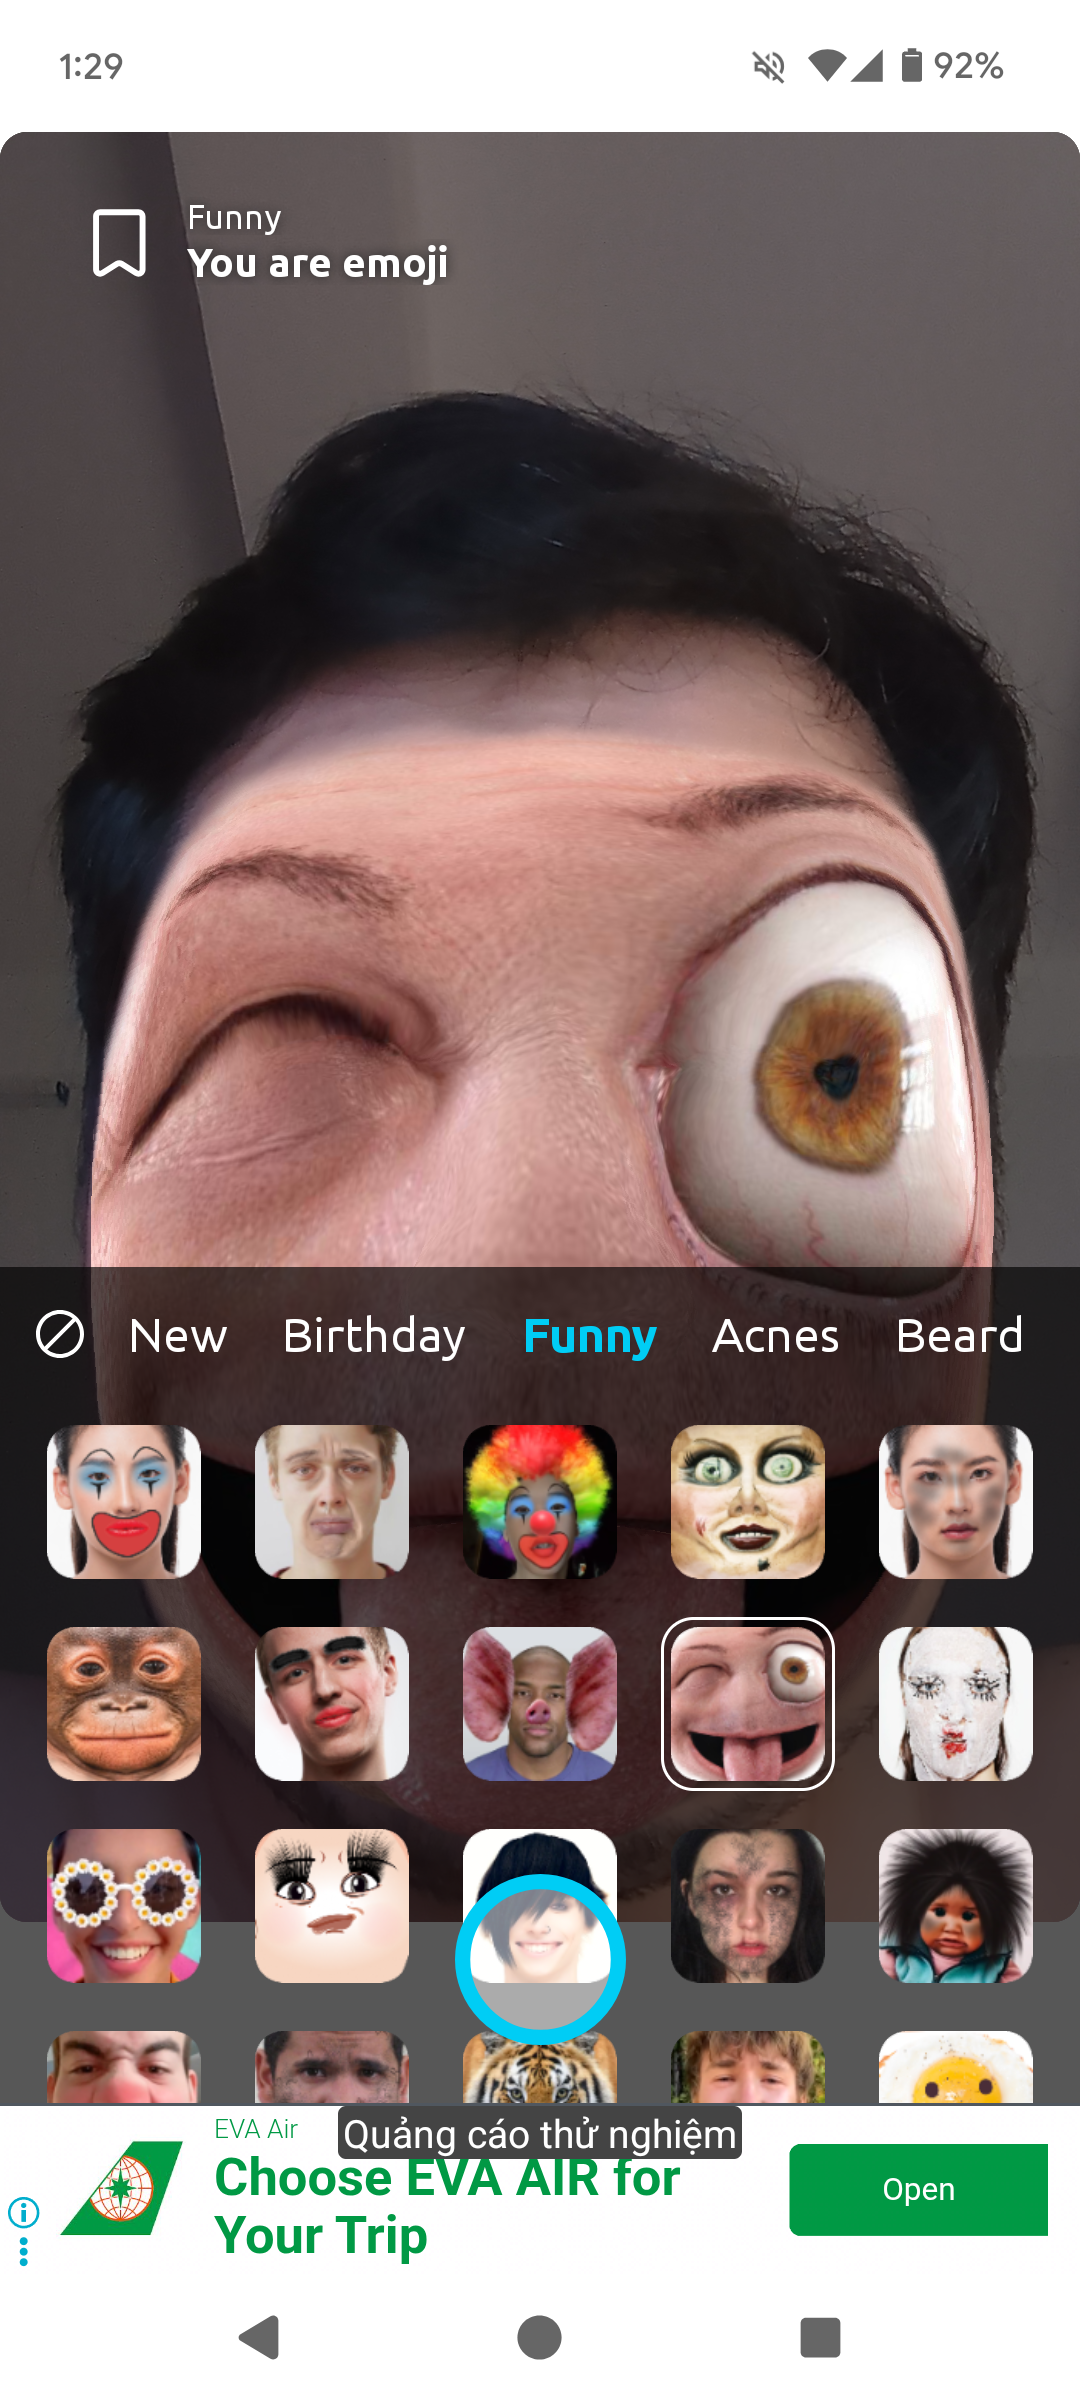 1:29
92%
Funny
You are emoji
New Birthday Funny Acnes Beard
EVA Air
Quảng cáo thử nghiệm
Choose EVA AIR for
Your Trip
Open